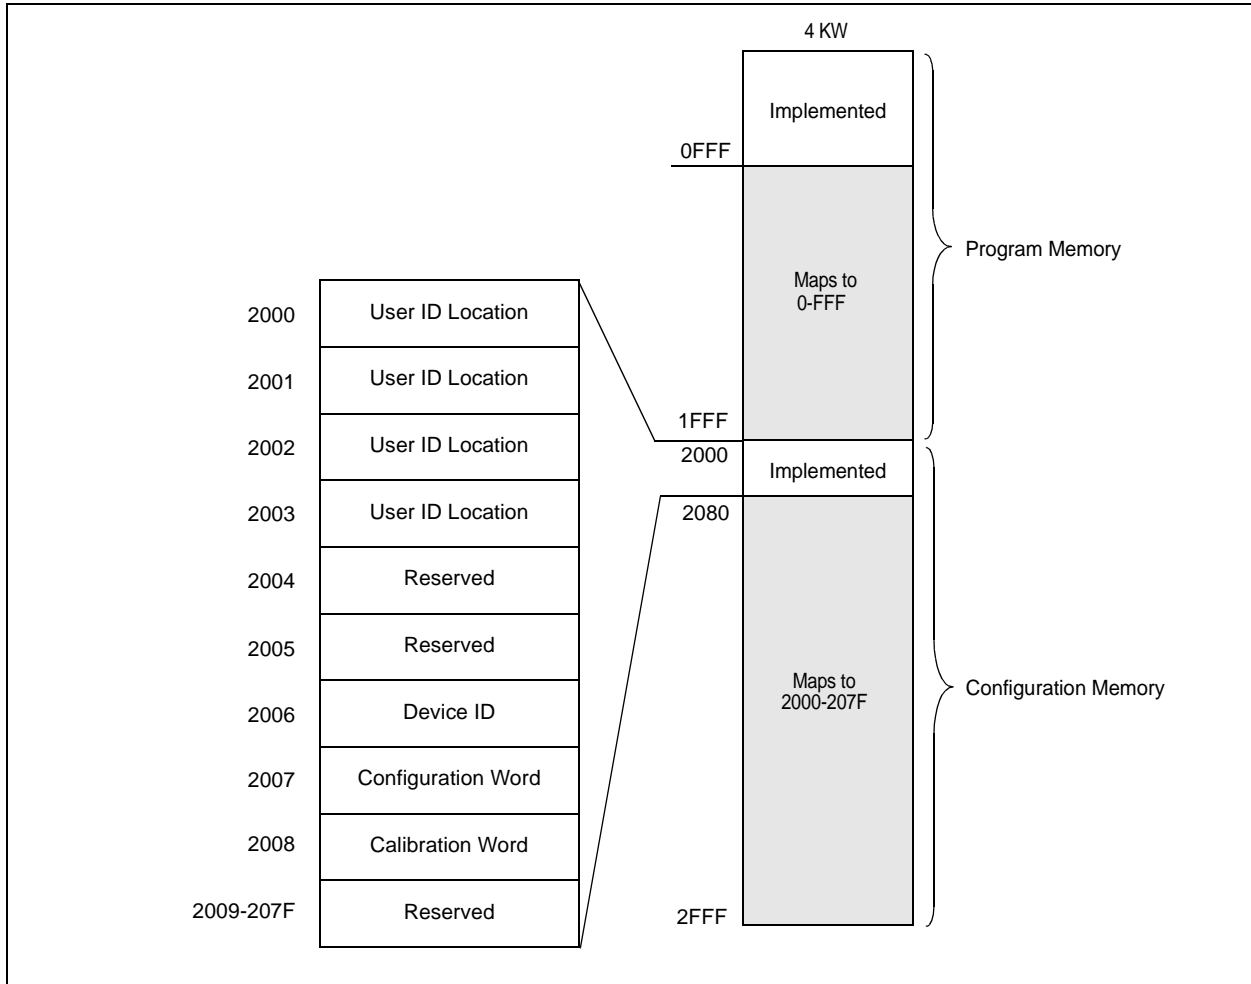 4 KW
Implemented
0FFF
Maps to
0-FFF
Program Memory
1FFF
2000
Implemented
2080
Maps to
2000-207F
Configuration Memory
2FFF
2000
User ID Location
2001
User ID Location
2002
User ID Location
2003
User ID Location
2004
Reserved
2005
Reserved
2006
Device ID
2007
Configuration Word
2008
Calibration Word
2009-207F
Reserved